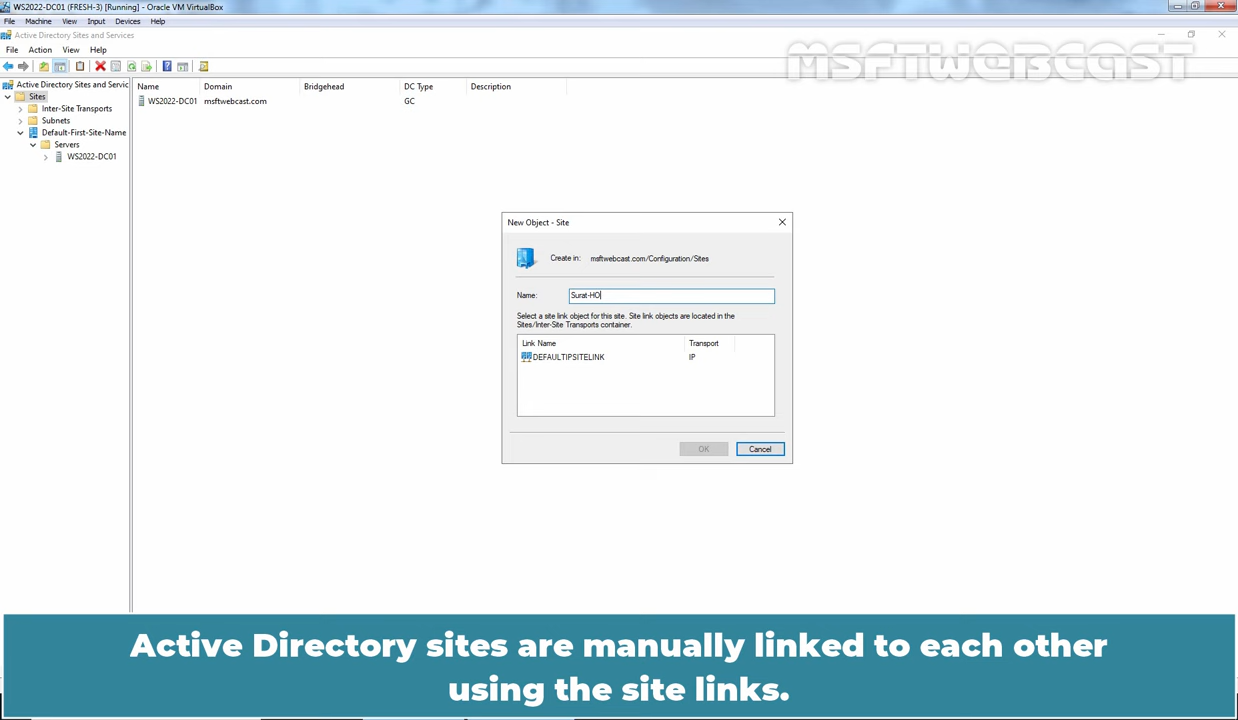 WS2022-DC01 (FRESH-3) [Running] - Oracle VM VirtualBox
File Machine View Input Devices Help
Active Directory Sites and Services
MSFTWEBCAST
File Action View Help
Active Directory Sites and Servic
Name Domain Bridgehead DC Type Description
Sites
WS2022-DC01 msftwebcast.com GC
Inter-Site Transports
Subnets
Default-First-Site-Name
Servers
WS2022-DC01
New Object - Site
Create in: msftwebcast.com/Configuration/Sites
Name: Surat-HO
Select a site link object for this site. Site link objects are located in the
Sites/Inter-Site Transports container.
Link Name Transport
DEFAULTIPSITELINK IP
OK Cancel
Active Directory sites are manually linked to each other
using the site links.